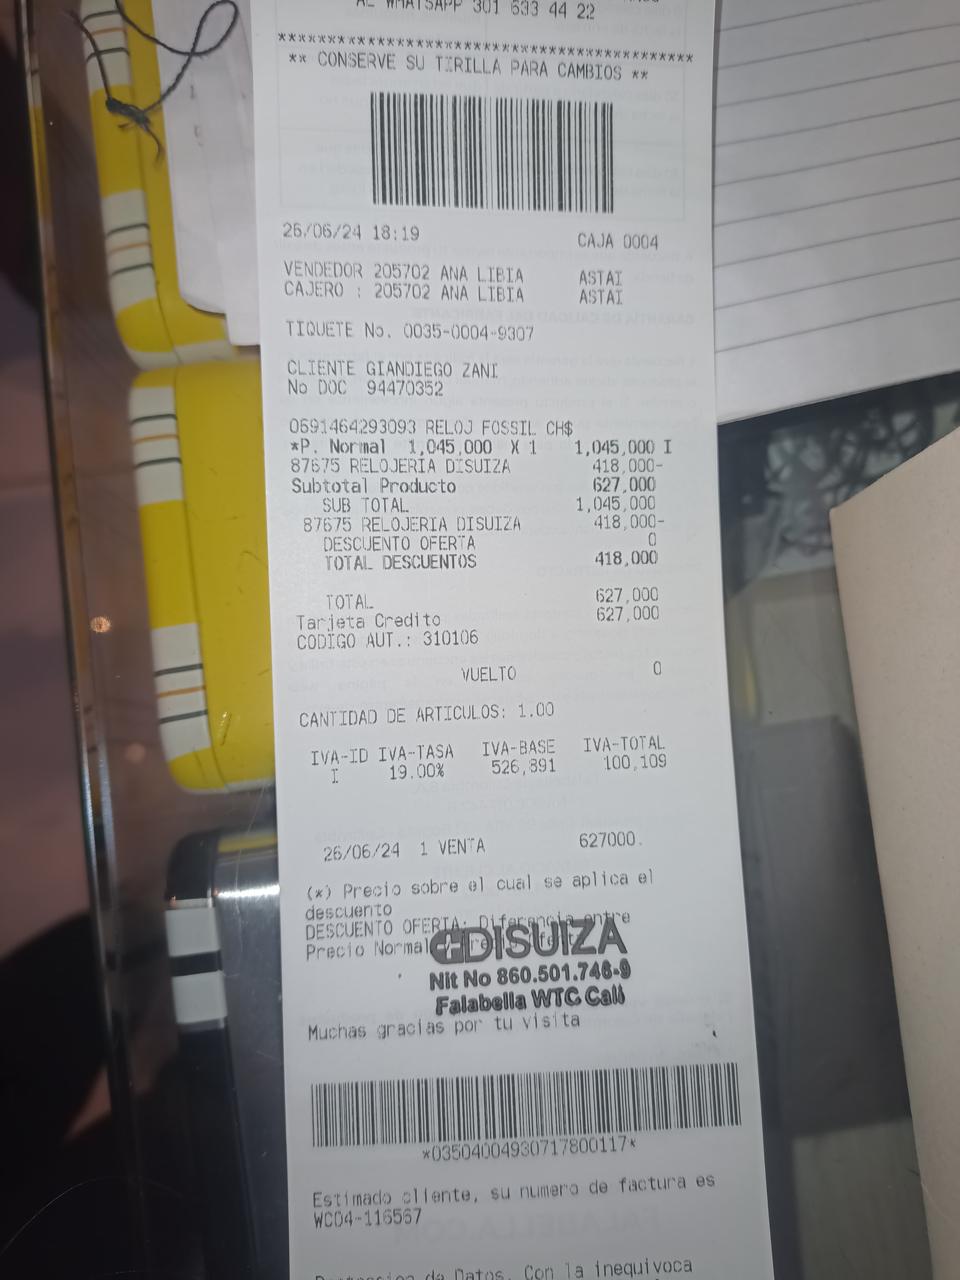 AL WHATSAPP 301 633 44 22
********************************************
** CONSERVE SU TIRILLA PARA CAMBIOS **
26/06/24 18:19 CAJA 0004
VENDEDOR 205702 ANA LIBIA ASTAI
CAJERO : 205702 ANA LIBIA ASTAI
TIQUETE No. 0035-0004-9307
CLIENTE GIANDIEGO ZANI
No DOC 94470352
0691464293093 RELOJ FOSSIL CH$
*P. Normal 1,045,000 X 1 1,045,000 I
87675 RELOJERIA DISUIZA 418,000-
Subtotal Producto 627,000
SUB TOTAL 1,045,000
87675 RELOJERIA DISUIZA 418,000-
DESCUENTO OFERTA 0
TOTAL DESCUENTOS 418,000
TOTAL 627,000
Tarjeta Credito 627,000
CODIGO AUT.: 310106
VUELTO 0
CANTIDAD DE ARTICULOS: 1.00
IVA-ID IVA-TASA IVA-BASE IVA-TOTAL
I 19.00% 526,891 100,109
26/06/24 1 VENTA 627000.
(*) Precio sobre el cual se aplica el
descuento
DESCUENTO OFERTA: Diferencia entre
Precio Normal
DISUIZA
Nit No 860.501.746-9
Falabella WTC Cali
Muchas gracias por tu visita
*03504004930717800117*
Estimado cliente, su numero de factura es
WC04-116567
de Datos. Con la inequivoca